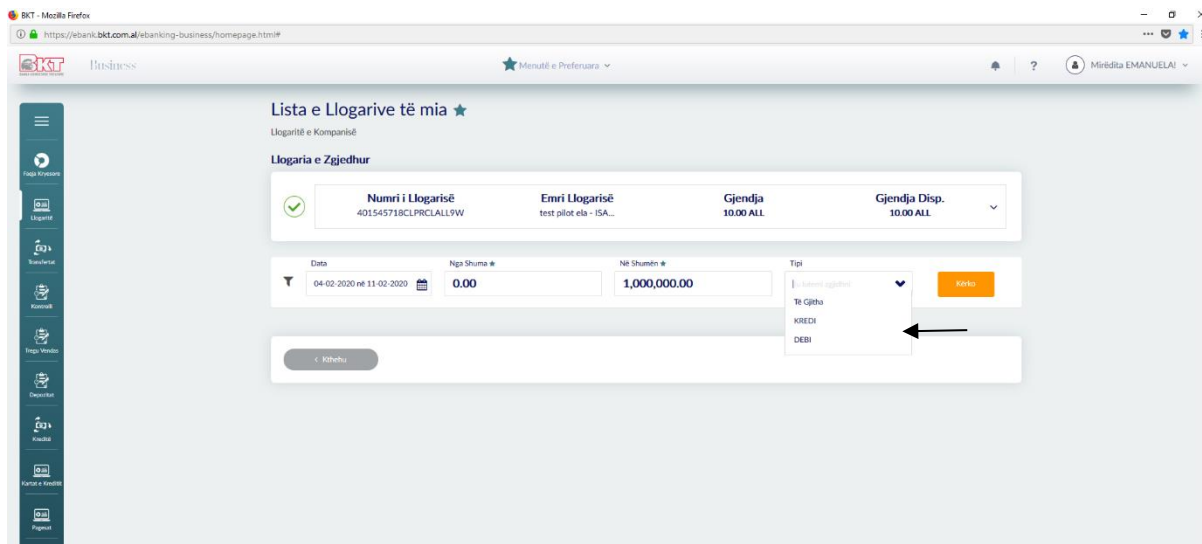 BKT - Mozilla Firefox
https://ebank.bkt.com.al/ebanking-business/homepage.html#
BKT
Business
Menutë e Preferuara
?
Mirëdita EMANUELA!
Lista e Llogarive të mia
Llogaritë e Kompanisë
Llogaria e Zgjedhur
Numri i Llogarisë Emri Llogarisë Gjendja Gjendja Disp.
401545718CLPRCLALL9W test pilot ela - ISA... 10.00 ALL 10.00 ALL
Data Nga Shuma Në Shumën Tipi
04-02-2020 në 11-02-2020 0.00 1,000,000.00 Kërko
Të Gjitha
KREDI
DEBI
< Kthehu
Faqja Kryesore
Llogaritë
Transfertat
Kontrolli
Tregu Vendos
Depozitat
Kreditë
Kartat e Kreditit
Pagesat